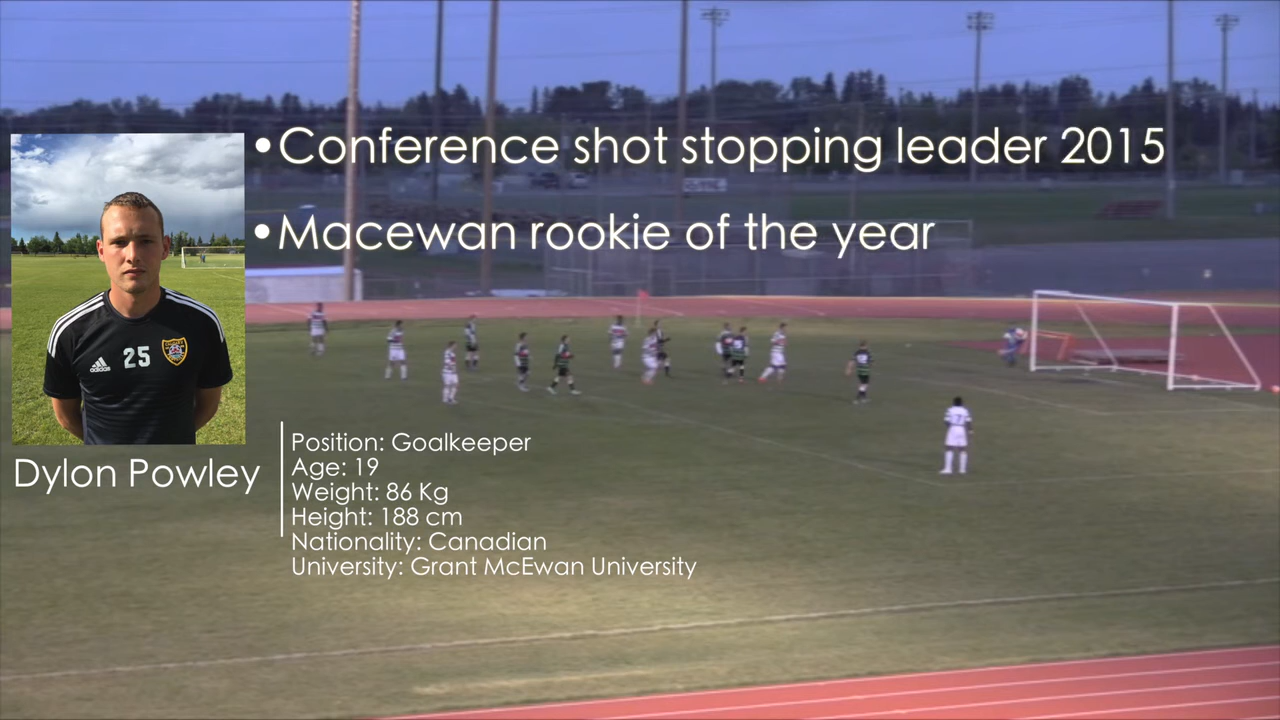 •Conference shot stopping leader 2015
•Macewan rookie of the year
adidas
25
Dylon Powley
Position: Goalkeeper
Age: 19
Weight: 86 Kg
Height: 188 cm
Nationality: Canadian
University: Grant McEwan University